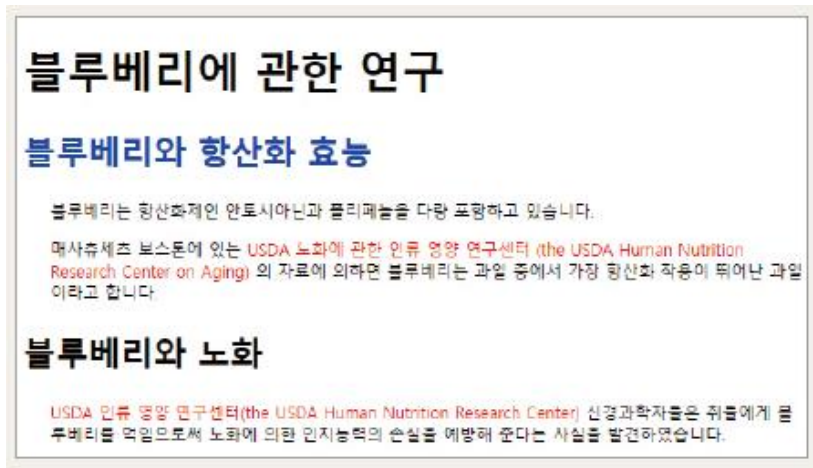 블루베리에 관한 연구
블루베리와 항산화 효능
블루베리는 항산화제인 안토시아닌과 폴리페놀을 다량 포함하고 있습니다.
매사츄세츠 보스톤에 있는 USDA 노화에 관한 인류 영양 연구센터 (the USDA Human Nutrition
Research Center on Aging) 의 자료에 의하면 블루베리는 과일 중에서 가장 항산화 작용이 뛰어난 과일
이라고 합니다.
블루베리와 노화
USDA 인류 영양 연구센터(the USDA Human Nutrition Research Center) 신경과학자들은 쥐들에게 블
루베리를 먹임으로써 노화에 의한 인지능력의 손실을 예방해 준다는 사실을 발견하였습니다.